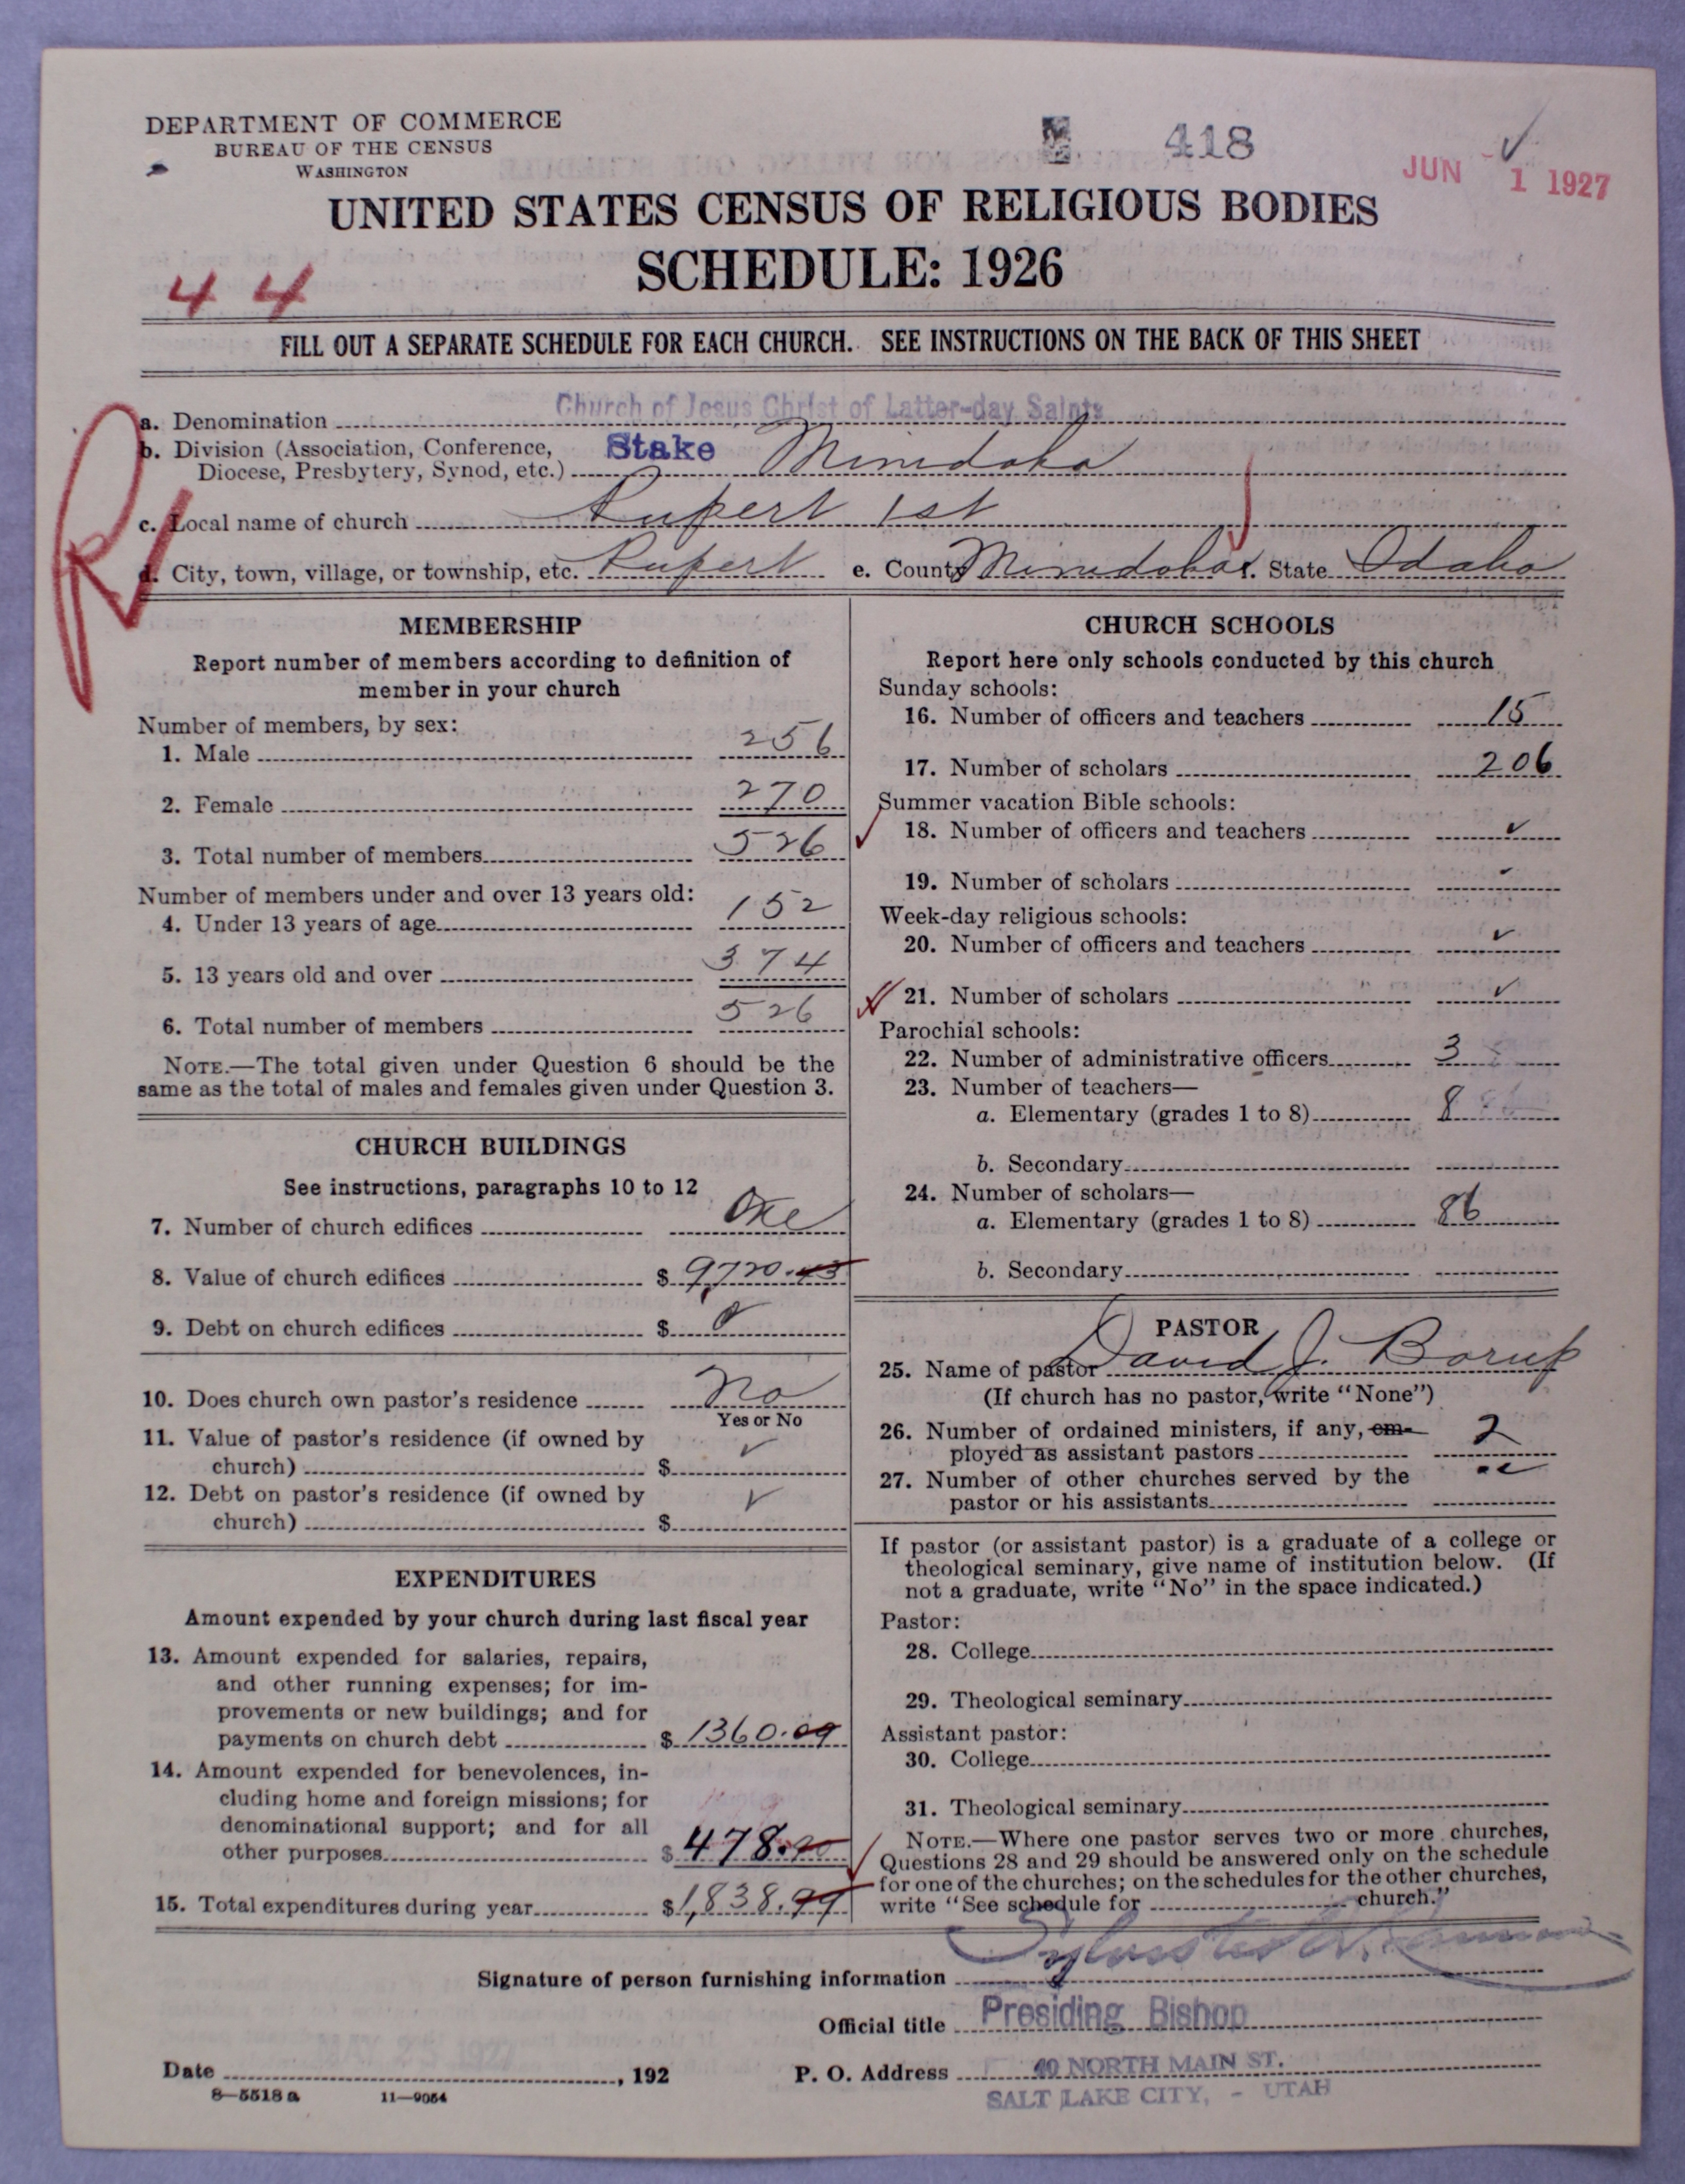 DEPARTMENT OF COMMERCE
BUREAU OF THE CENSUS
WASHINGTON
418
JUN 1 1927
UNITED STATES CENSUS OF RELIGIOUS BODIES
SCHEDULE: 1926
44
FILL OUT A SEPARATE SCHEDULE FOR EACH CHURCH. SEE INSTRUCTIONS ON THE BACK OF THIS SHEET
a. Denomination Church of Jesus Christ of Latter-day Saints
b. Division (Association, Conference,
Diocese, Presbytery, Synod, etc.) Stake Minidoka
c. Local name of church Rupert 1st
d. City, town, village, or township, etc. Rupert e. County Minidoka f. State Idaho
MEMBERSHIP
Report number of members according to definition of
member in your church
Number of members, by sex:
1. Male 256
2. Female 270
3. Total number of members 526
Number of members under and over 13 years old:
4. Under 13 years of age 152
5. 13 years old and over 374
6. Total number of members 526
NOTE.—The total given under Question 6 should be the
same as the total of males and females given under Question 3.
CHURCH BUILDINGS
See instructions, paragraphs 10 to 12
7. Number of church edifices One
8. Value of church edifices $ 9,720.43
9. Debt on church edifices $ 0
10. Does church own pastor's residence No
Yes or No
11. Value of pastor's residence (if owned by
church) $ ✓
12. Debt on pastor's residence (if owned by
church) $ ✓
EXPENDITURES
Amount expended by your church during last fiscal year
13. Amount expended for salaries, repairs,
and other running expenses; for im-
provements or new buildings; and for
payments on church debt $ 1360.09
14. Amount expended for benevolences, in-
cluding home and foreign missions; for
denominational support; and for all
other purposes $ 478.90
15. Total expenditures during year $ 1,838.99
CHURCH SCHOOLS
Report here only schools conducted by this church
Sunday schools:
16. Number of officers and teachers 15
17. Number of scholars 206
Summer vacation Bible schools:
18. Number of officers and teachers ✓
19. Number of scholars
Week-day religious schools:
20. Number of officers and teachers ✓
21. Number of scholars ✓
Parochial schools:
22. Number of administrative officers 3
23. Number of teachers—
a. Elementary (grades 1 to 8) 8
b. Secondary
24. Number of scholars—
a. Elementary (grades 1 to 8) 86
b. Secondary
PASTOR
25. Name of pastor David J. Borup
(If church has no pastor, write "None")
26. Number of ordained ministers, if any, em-
ployed as assistant pastors 2
27. Number of other churches served by the
pastor or his assistants
If pastor (or assistant pastor) is a graduate of a college or
theological seminary, give name of institution below. (If
not a graduate, write "No" in the space indicated.)
Pastor:
28. College
29. Theological seminary
Assistant pastor:
30. College
31. Theological seminary
NOTE.—Where one pastor serves two or more churches,
Questions 28 and 29 should be answered only on the schedule
for one of the churches; on the schedules for the other churches,
write "See schedule for church."
Signature of person furnishing information
Official title Presiding Bishop
Date MAY 25 1927, 192 P. O. Address 40 NORTH MAIN ST.
SALT LAKE CITY, - UTAH
8—5518 a 11—9054